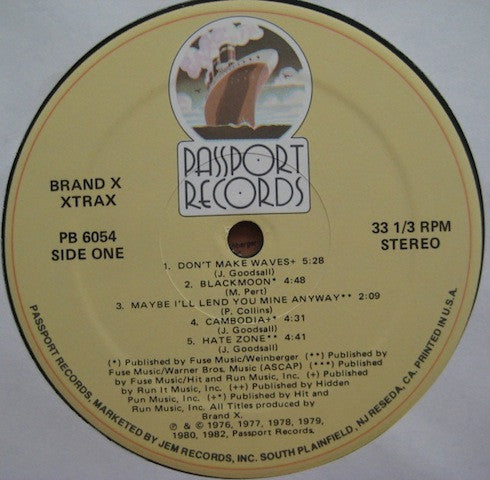 PASSPORT
RECORDS
BRAND X
XTRAX
PB 6054
SIDE ONE
33 1/3 RPM
STEREO
1. DON'T MAKE WAVES+ 5:28
(J. Goodsall)
2. BLACKMOON* 4:48
(M. Pert)
3. MAYBE I'LL LEND YOU MINE ANYWAY** 2:09
(P. Collins)
4. CAMBODIA+* 4:31
(J. Goodsall)
5. HATE ZONE** 4:41
(J. Goodsall)
(*) Published by Fuse Music/Weinberger. (**) Published by
Fuse Music/Warner Bros. Music (ASCAP) (***) Published
by Fuse/Hit and Run Music, Inc. (+) Published
by Run It Music, Inc. (++) Published by Hidden
Pun Music, Inc. (+*) Published by Hit and
Run Music, Inc. All Titles produced by
Brand X.
℗ & © 1976, 1977, 1978, 1979,
1980, 1982, Passport Records.
PASSPORT RECORDS, MARKETED BY JEM RECORDS, INC. SOUTH PLAINFIELD, NJ RESEDA, CA. PRINTED IN U.S.A.